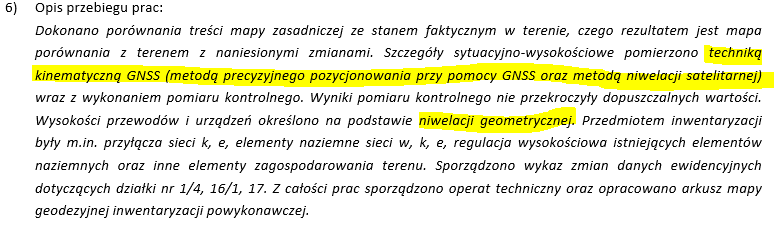 6) Opis przebiegu prac:
Dokonano porównania treści mapy zasadniczej ze stanem faktycznym w terenie, czego rezultatem jest mapa
porównania z terenem z naniesionymi zmianami. Szczegóły sytuacyjno-wysokościowe pomierzono techniką
kinematyczną GNSS (metodą precyzyjnego pozycjonowania przy pomocy GNSS oraz metodą niwelacji satelitarnej)
wraz z wykonaniem pomiaru kontrolnego. Wyniki pomiaru kontrolnego nie przekroczyły dopuszczalnych wartości.
Wysokości przewodów i urządzeń określono na podstawie niwelacji geometrycznej. Przedmiotem inwentaryzacji
były m.in. przyłącza sieci k, e, elementy naziemne sieci w, k, e, regulacja wysokościowa istniejących elementów
naziemnych oraz inne elementy zagospodarowania terenu. Sporządzono wykaz zmian danych ewidencyjnych
dotyczących działki nr 1/4, 16/1, 17. Z całości prac sporządzono operat techniczny oraz opracowano arkusz mapy
geodezyjnej inwentaryzacji powykonawczej.